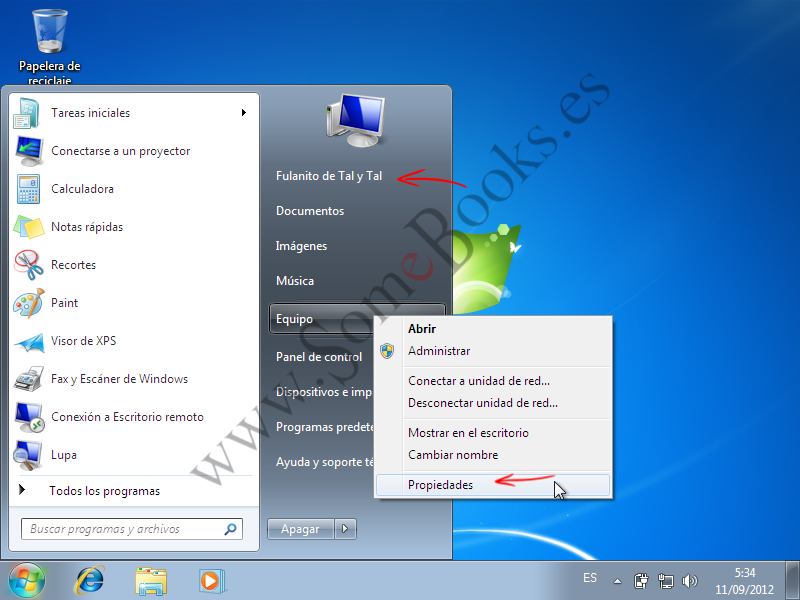 Papelera de
reciclaje
Tareas iniciales
Conectarse a un proyector
Calculadora
Notas rápidas
Recortes
Paint
Visor de XPS
Fax y Escáner de Windows
Conexión a Escritorio remoto
Lupa
Todos los programas
Buscar programas y archivos
Fulanito de Tal y Tal
Documentos
Imágenes
Música
Equipo
Panel de control
Dispositivos e imp
Programas predete
Ayuda y soporte té
Apagar
Abrir
Administrar
Conectar a unidad de red...
Desconectar unidad de red...
Mostrar en el escritorio
Cambiar nombre
Propiedades
www.SomeBooks.es
ES
5:34
11/09/2012